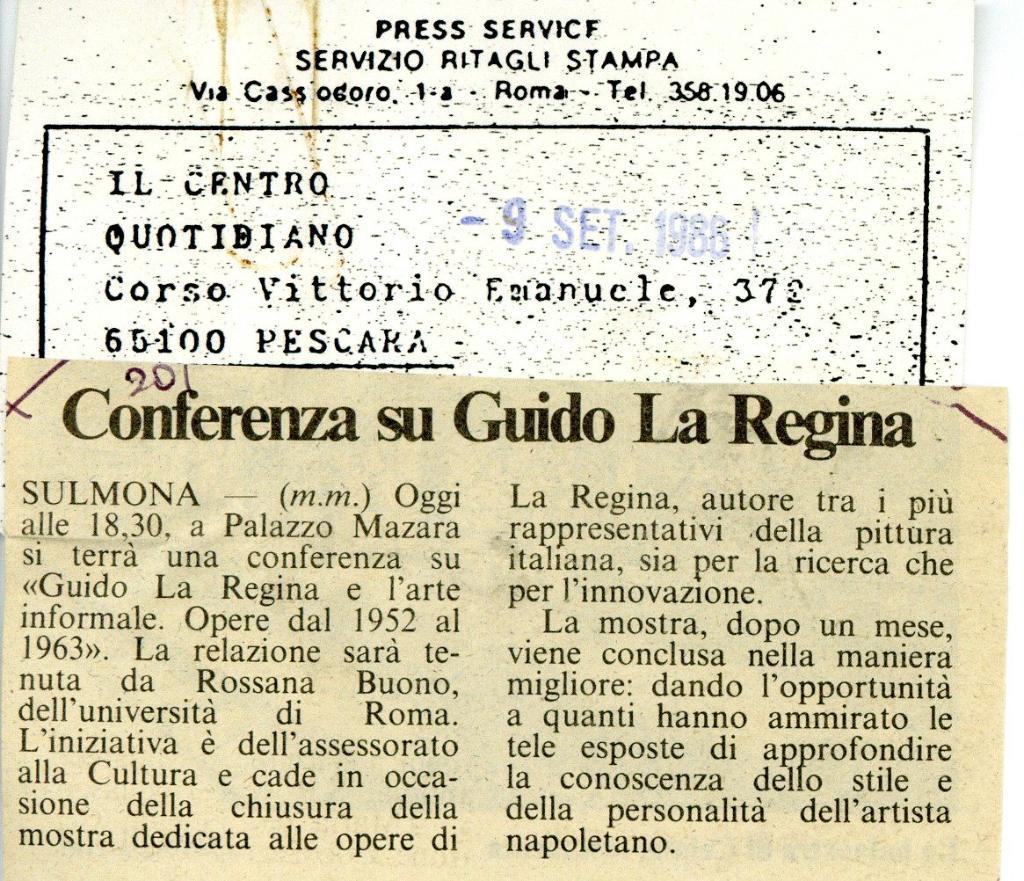 PRESS SERVICE
SERVIZIO RITAGLI STAMPA
Via Cassiodoro, 1-a - Roma - Tel. 358.19.06
IL CENTRO
QUOTIDIANO
- 9 SET. 1986
Corso Vittorio Emanuele, 372
65100 PESCARA
201
Conferenza su Guido La Regina
SULMONA — (m.m.) Oggi
alle 18,30, a Palazzo Mazara
si terrà una conferenza su
«Guido La Regina e l'arte
informale. Opere dal 1952 al
1963». La relazione sarà te-
nuta da Rossana Buono,
dell'università di Roma.
L'iniziativa è dell'assessorato
alla Cultura e cade in occa-
sione della chiusura della
mostra dedicata alle opere di
La Regina, autore tra i più
rappresentativi della pittura
italiana, sia per la ricerca che
per l'innovazione.
La mostra, dopo un mese,
viene conclusa nella maniera
migliore: dando l'opportunità
a quanti hanno ammirato le
tele esposte di approfondire
la conoscenza dello stile e
della personalità dell'artista
napoletano.